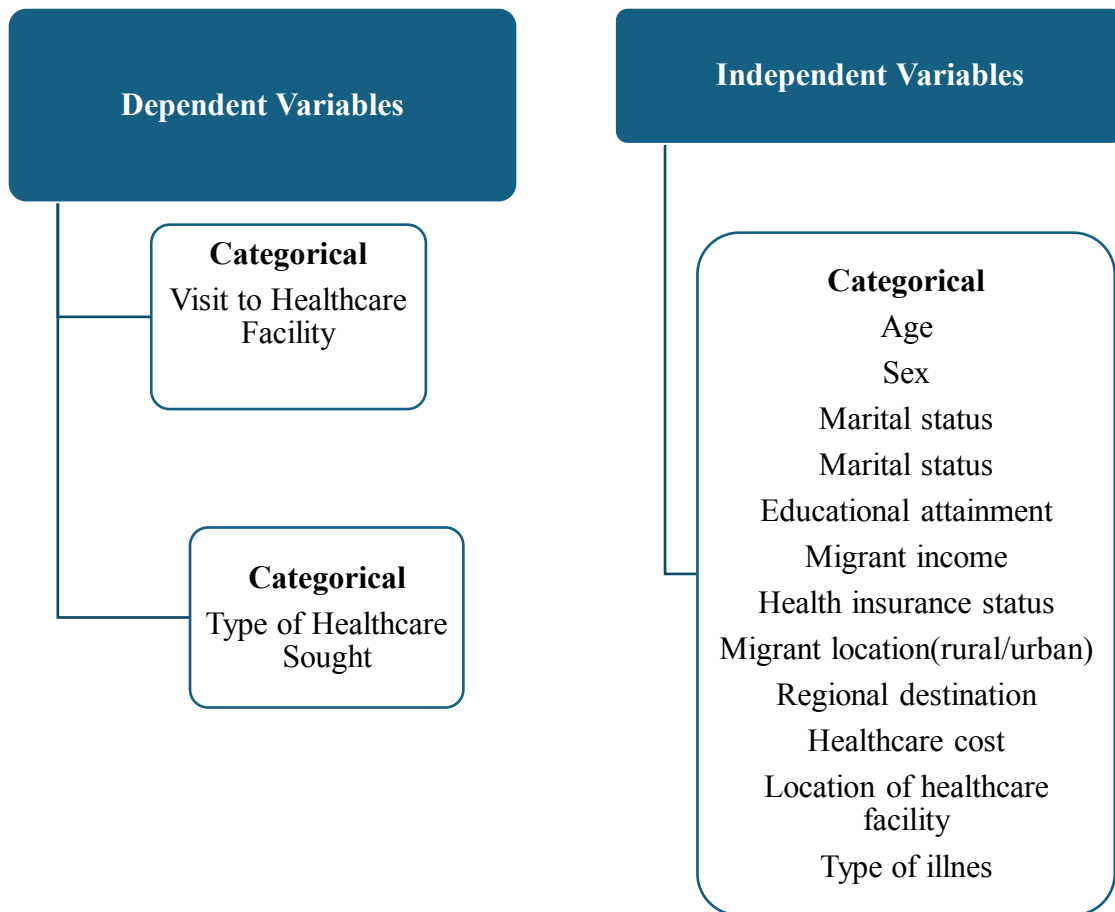 Dependent Variables
Categorical
Visit to Healthcare
Facility
Categorical
Type of Healthcare
Sought
Independent Variables
Categorical
Age
Sex
Marital status
Marital status
Educational attainment
Migrant income
Health insurance status
Migrant location(rural/urban)
Regional destination
Healthcare cost
Location of healthcare
facility
Type of illnes